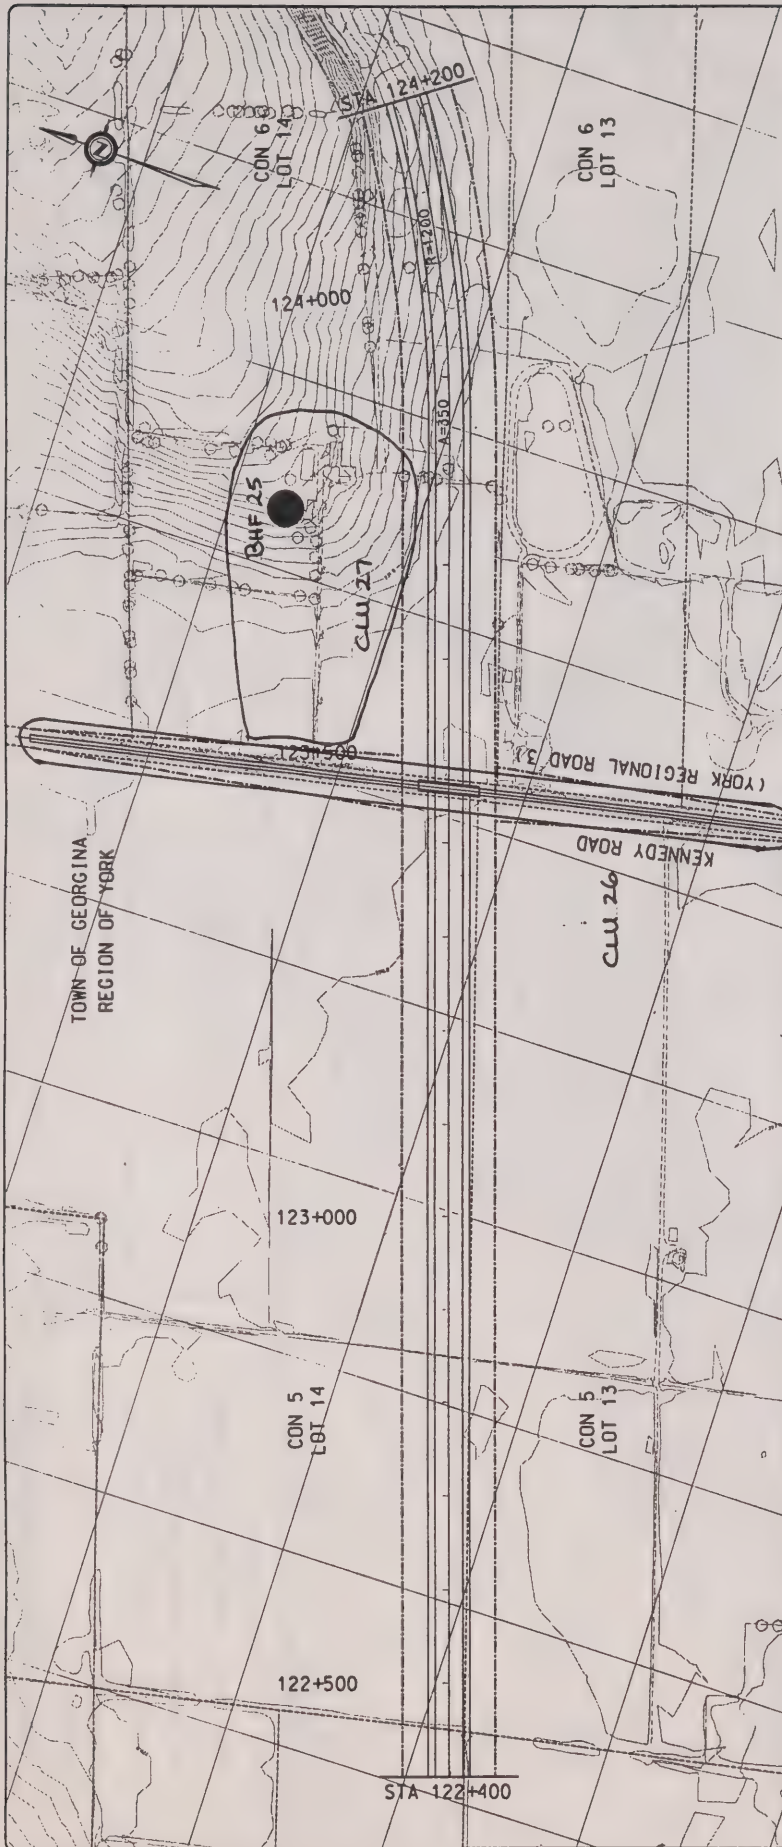 STA 124+200
CON 6
LOT 14
CON 6
LOT 13
R=1200
124+000
A=350
BHF 25
CLU 27
123+500
(YORK REGIONAL ROAD 3)
KENNEDY ROAD
TOWN OF GEORGINA
REGION OF YORK
CLU 26
123+000
CON 5
LOT 14
CON 5
LOT 13
122+500
STA 122+400